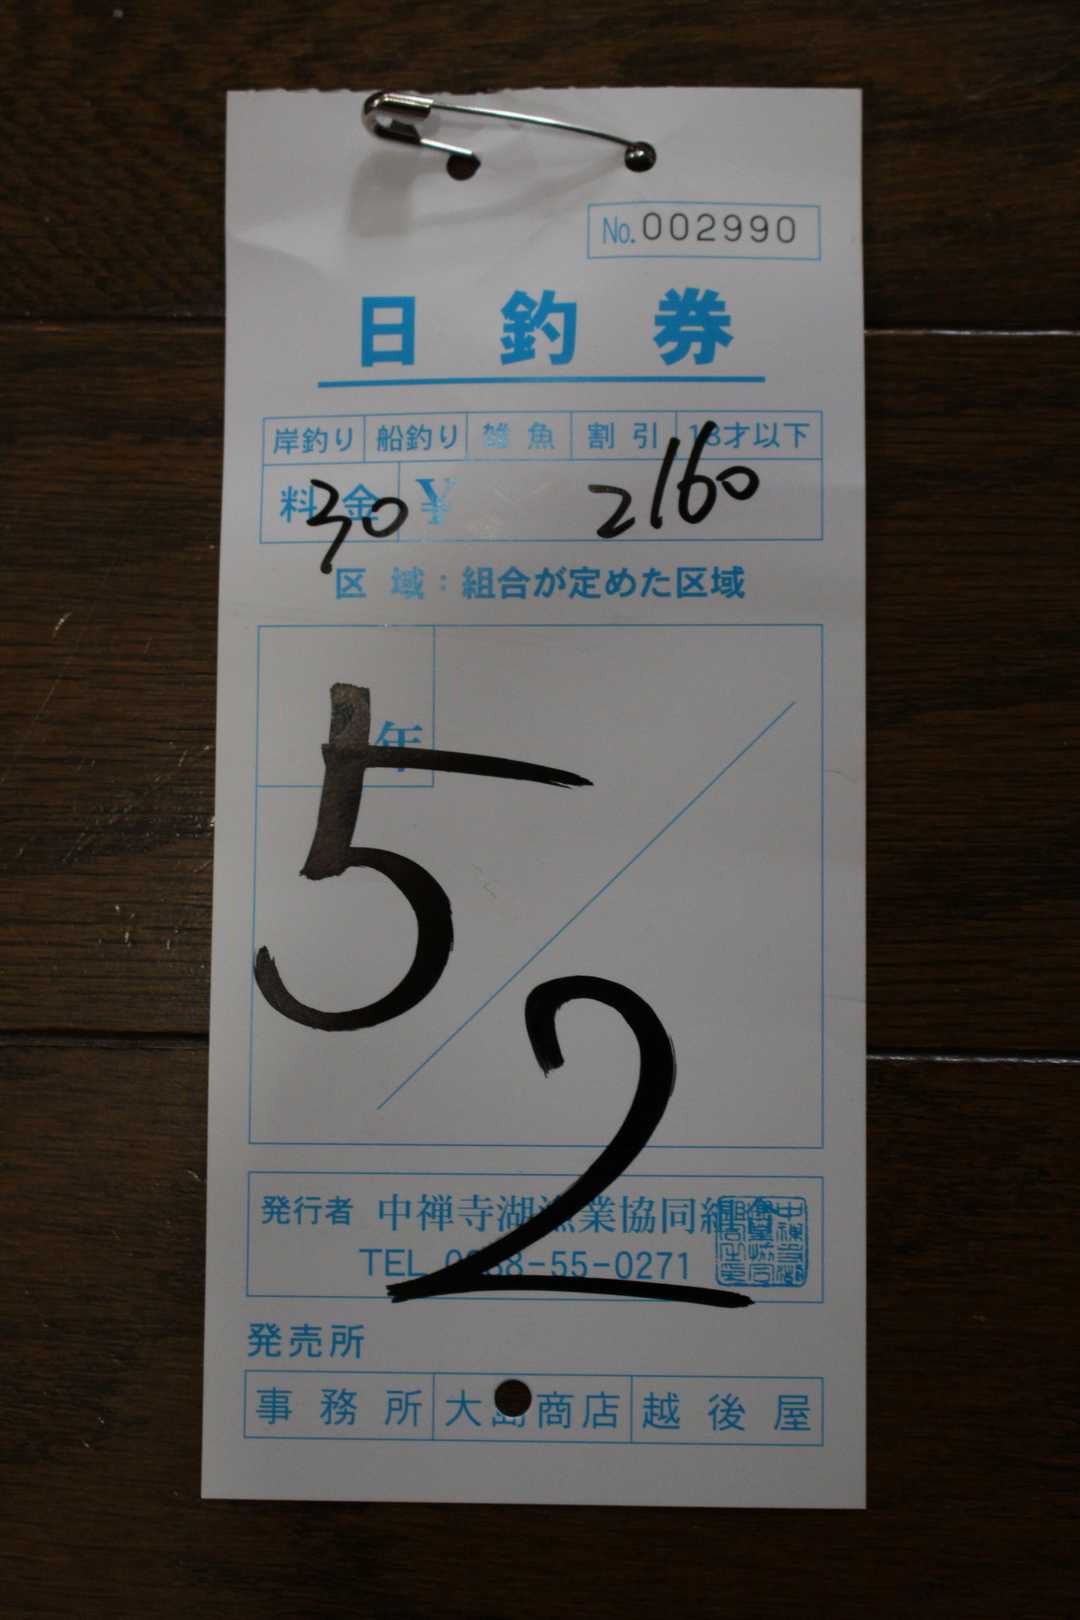 No.002990
日釣券
岸釣り 船釣り 雑魚 割引 18才以下
料金 30 ¥ 2160
区域：組合が定めた区域
年
5/2
発行者 中禅寺湖漁業協同組
TEL 0288-55-0271
発売所
事務所 大島商店 越後屋